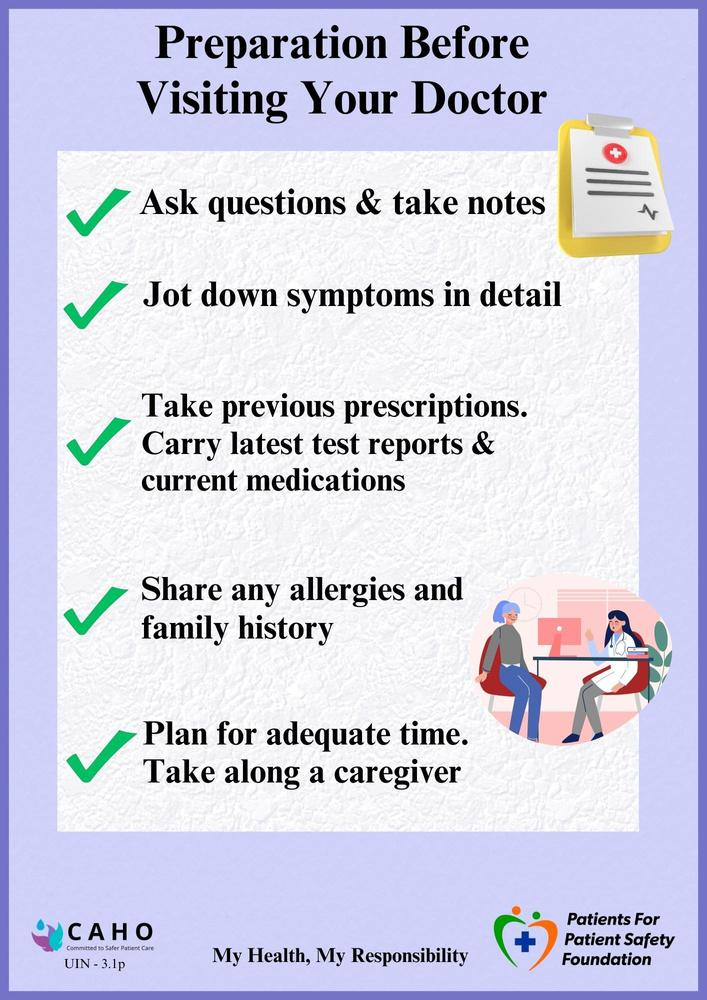 Preparation Before
Visiting Your Doctor
Ask questions & take notes
Jot down symptoms in detail
Take previous prescriptions.
Carry latest test reports &
current medications
Share any allergies and
family history
Plan for adequate time.
Take along a caregiver
CAHO
Committed to Safer Patient Care
UIN - 3.1p
My Health, My Responsibility
Patients For
Patient Safety
Foundation